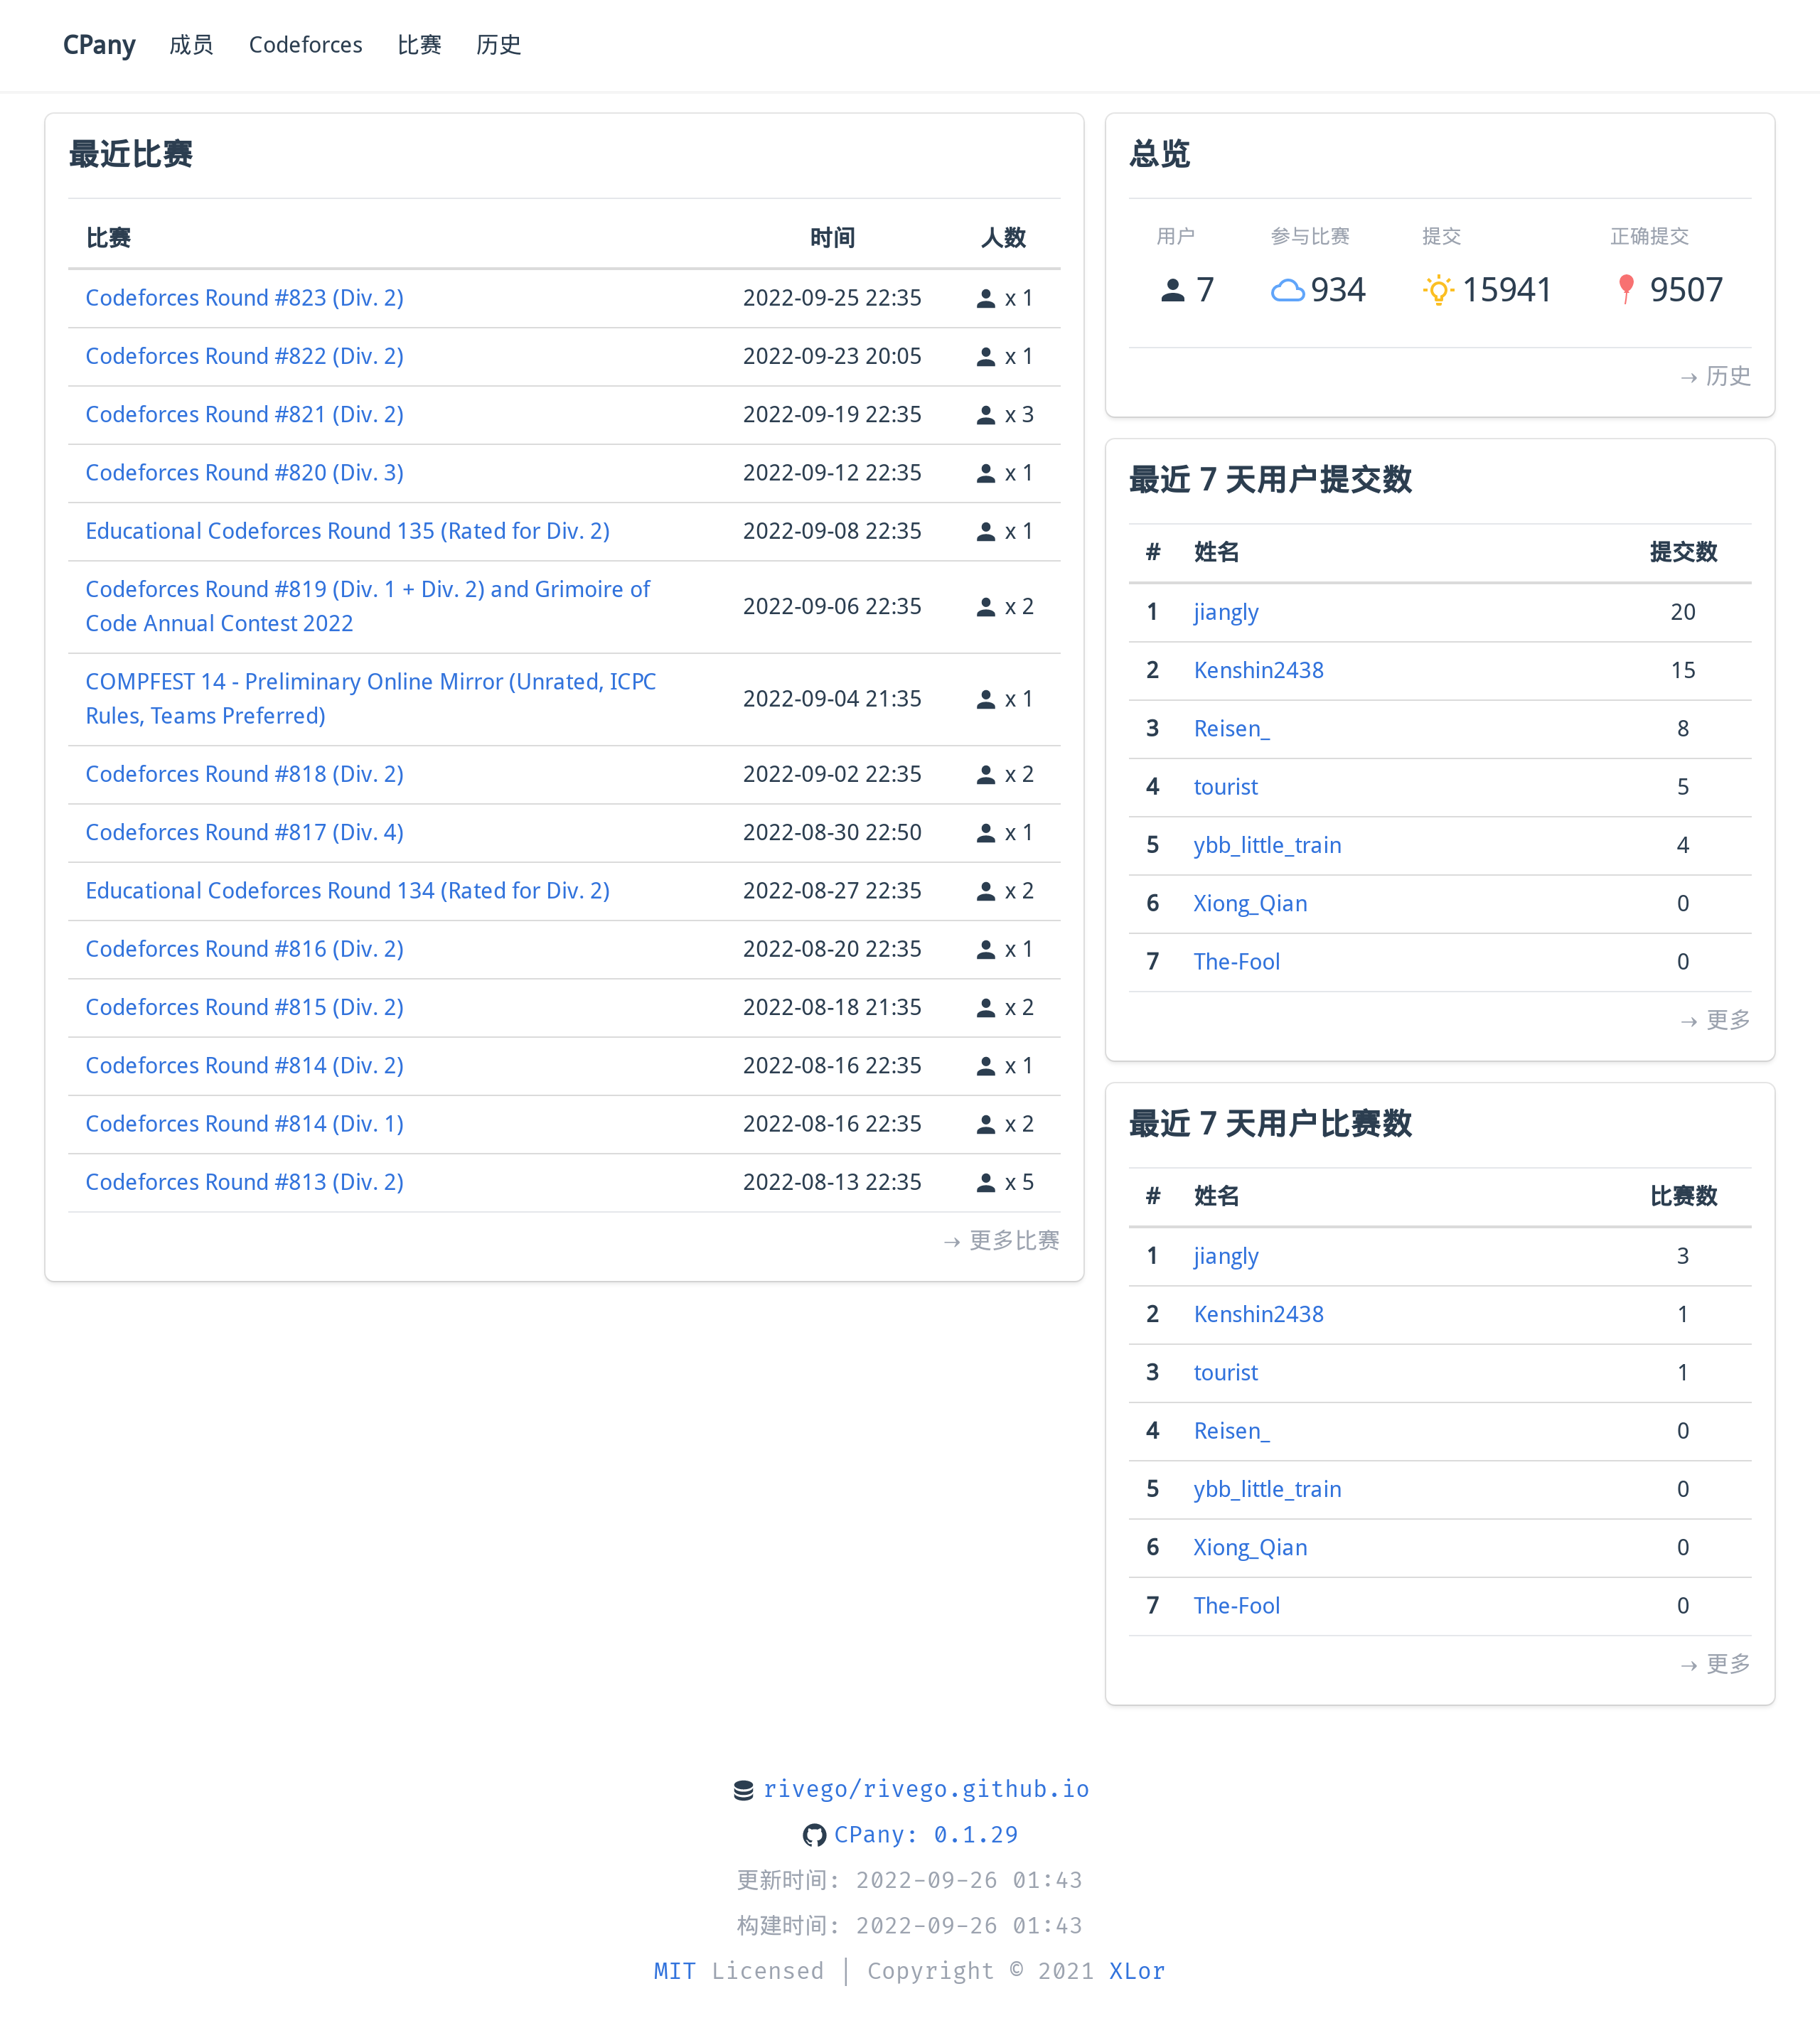 CPany 成员 Codeforces 比赛 历史
最近比赛
比赛 时间 人数
Codeforces Round #823 (Div. 2) 2022-09-25 22:35 x 1
Codeforces Round #822 (Div. 2) 2022-09-23 20:05 x 1
Codeforces Round #821 (Div. 2) 2022-09-19 22:35 x 3
Codeforces Round #820 (Div. 3) 2022-09-12 22:35 x 1
Educational Codeforces Round 135 (Rated for Div. 2) 2022-09-08 22:35 x 1
Codeforces Round #819 (Div. 1 + Div. 2) and Grimoire of
Code Annual Contest 2022 2022-09-06 22:35 x 2
COMPFEST 14 - Preliminary Online Mirror (Unrated, ICPC
Rules, Teams Preferred) 2022-09-04 21:35 x 1
Codeforces Round #818 (Div. 2) 2022-09-02 22:35 x 2
Codeforces Round #817 (Div. 4) 2022-08-30 22:50 x 1
Educational Codeforces Round 134 (Rated for Div. 2) 2022-08-27 22:35 x 2
Codeforces Round #816 (Div. 2) 2022-08-20 22:35 x 1
Codeforces Round #815 (Div. 2) 2022-08-18 21:35 x 2
Codeforces Round #814 (Div. 2) 2022-08-16 22:35 x 1
Codeforces Round #814 (Div. 1) 2022-08-16 22:35 x 2
Codeforces Round #813 (Div. 2) 2022-08-13 22:35 x 5
→ 更多比赛
总览
用户 参与比赛 提交 正确提交
7 934 15941 9507
→ 历史
最近 7 天用户提交数
# 姓名 提交数
1 jiangly 20
2 Kenshin2438 15
3 Reisen_ 8
4 tourist 5
5 ybb_little_train 4
6 Xiong_Qian 0
7 The-Fool 0
→ 更多
最近 7 天用户比赛数
# 姓名 比赛数
1 jiangly 3
2 Kenshin2438 1
3 tourist 1
4 Reisen_ 0
5 ybb_little_train 0
6 Xiong_Qian 0
7 The-Fool 0
→ 更多
rivego/rivego.github.io
CPany: 0.1.29
更新时间: 2022-09-26 01:43
构建时间: 2022-09-26 01:43
MIT Licensed | Copyright © 2021 XLor